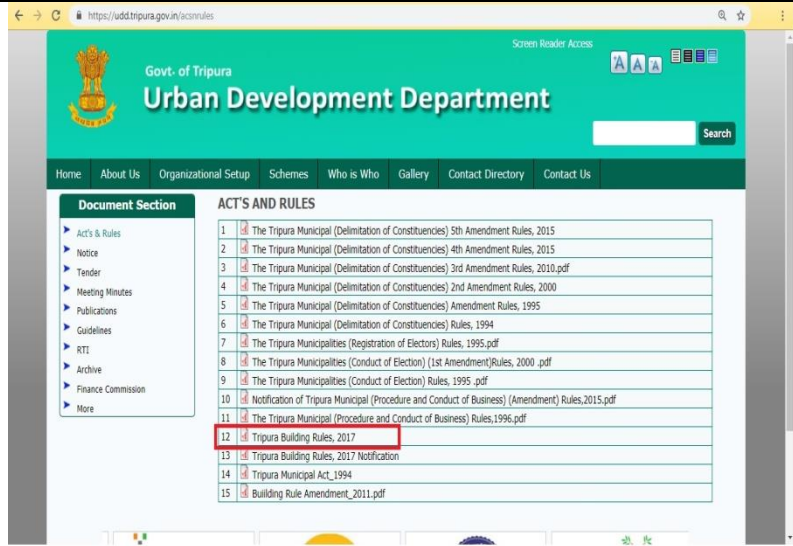 https://udd.tripura.gov.in/acsnrules
Screen Reader Access
A A A
Govt. of Tripura
Urban Development Department
Search
Home About Us Organizational Setup Schemes Who is Who Gallery Contact Directory Contact Us
Document Section
Act's & Rules
Notice
Tender
Meeting Minutes
Publications
Guidelines
RTI
Archive
Finance Commission
More
ACT'S AND RULES
1 The Tripura Municipal (Delimitation of Constituencies) 5th Amendment Rules, 2015
2 The Tripura Municipal (Delimitation of Constituencies) 4th Amendment Rules, 2015
3 The Tripura Municipal (Delimitation of Constituencies) 3rd Amendment Rules, 2010.pdf
4 The Tripura Municipal (Delimitation of Constituencies) 2nd Amendment Rules, 2000
5 The Tripura Municipal (Delimitation of Constituencies) Amendment Rules, 1995
6 The Tripura Municipal (Delimitation of Constituencies) Rules, 1994
7 The Tripura Municipalities (Registration of Electors) Rules, 1995.pdf
8 The Tripura Municipalities (Conduct of Election) (1st Amendment)Rules, 2000 .pdf
9 The Tripura Municipalities (Conduct of Election) Rules, 1995 .pdf
10 Notification of Tripura Municipal (Procedure and Conduct of Business) (Amendment) Rules,2015.pdf
11 The Tripura Municipal (Procedure and Conduct of Business) Rules,1996.pdf
12 Tripura Building Rules, 2017
13 Tripura Building Rules, 2017 Notification
14 Tripura Municipal Act_1994
15 Buiilding Rule Amendment_2011.pdf